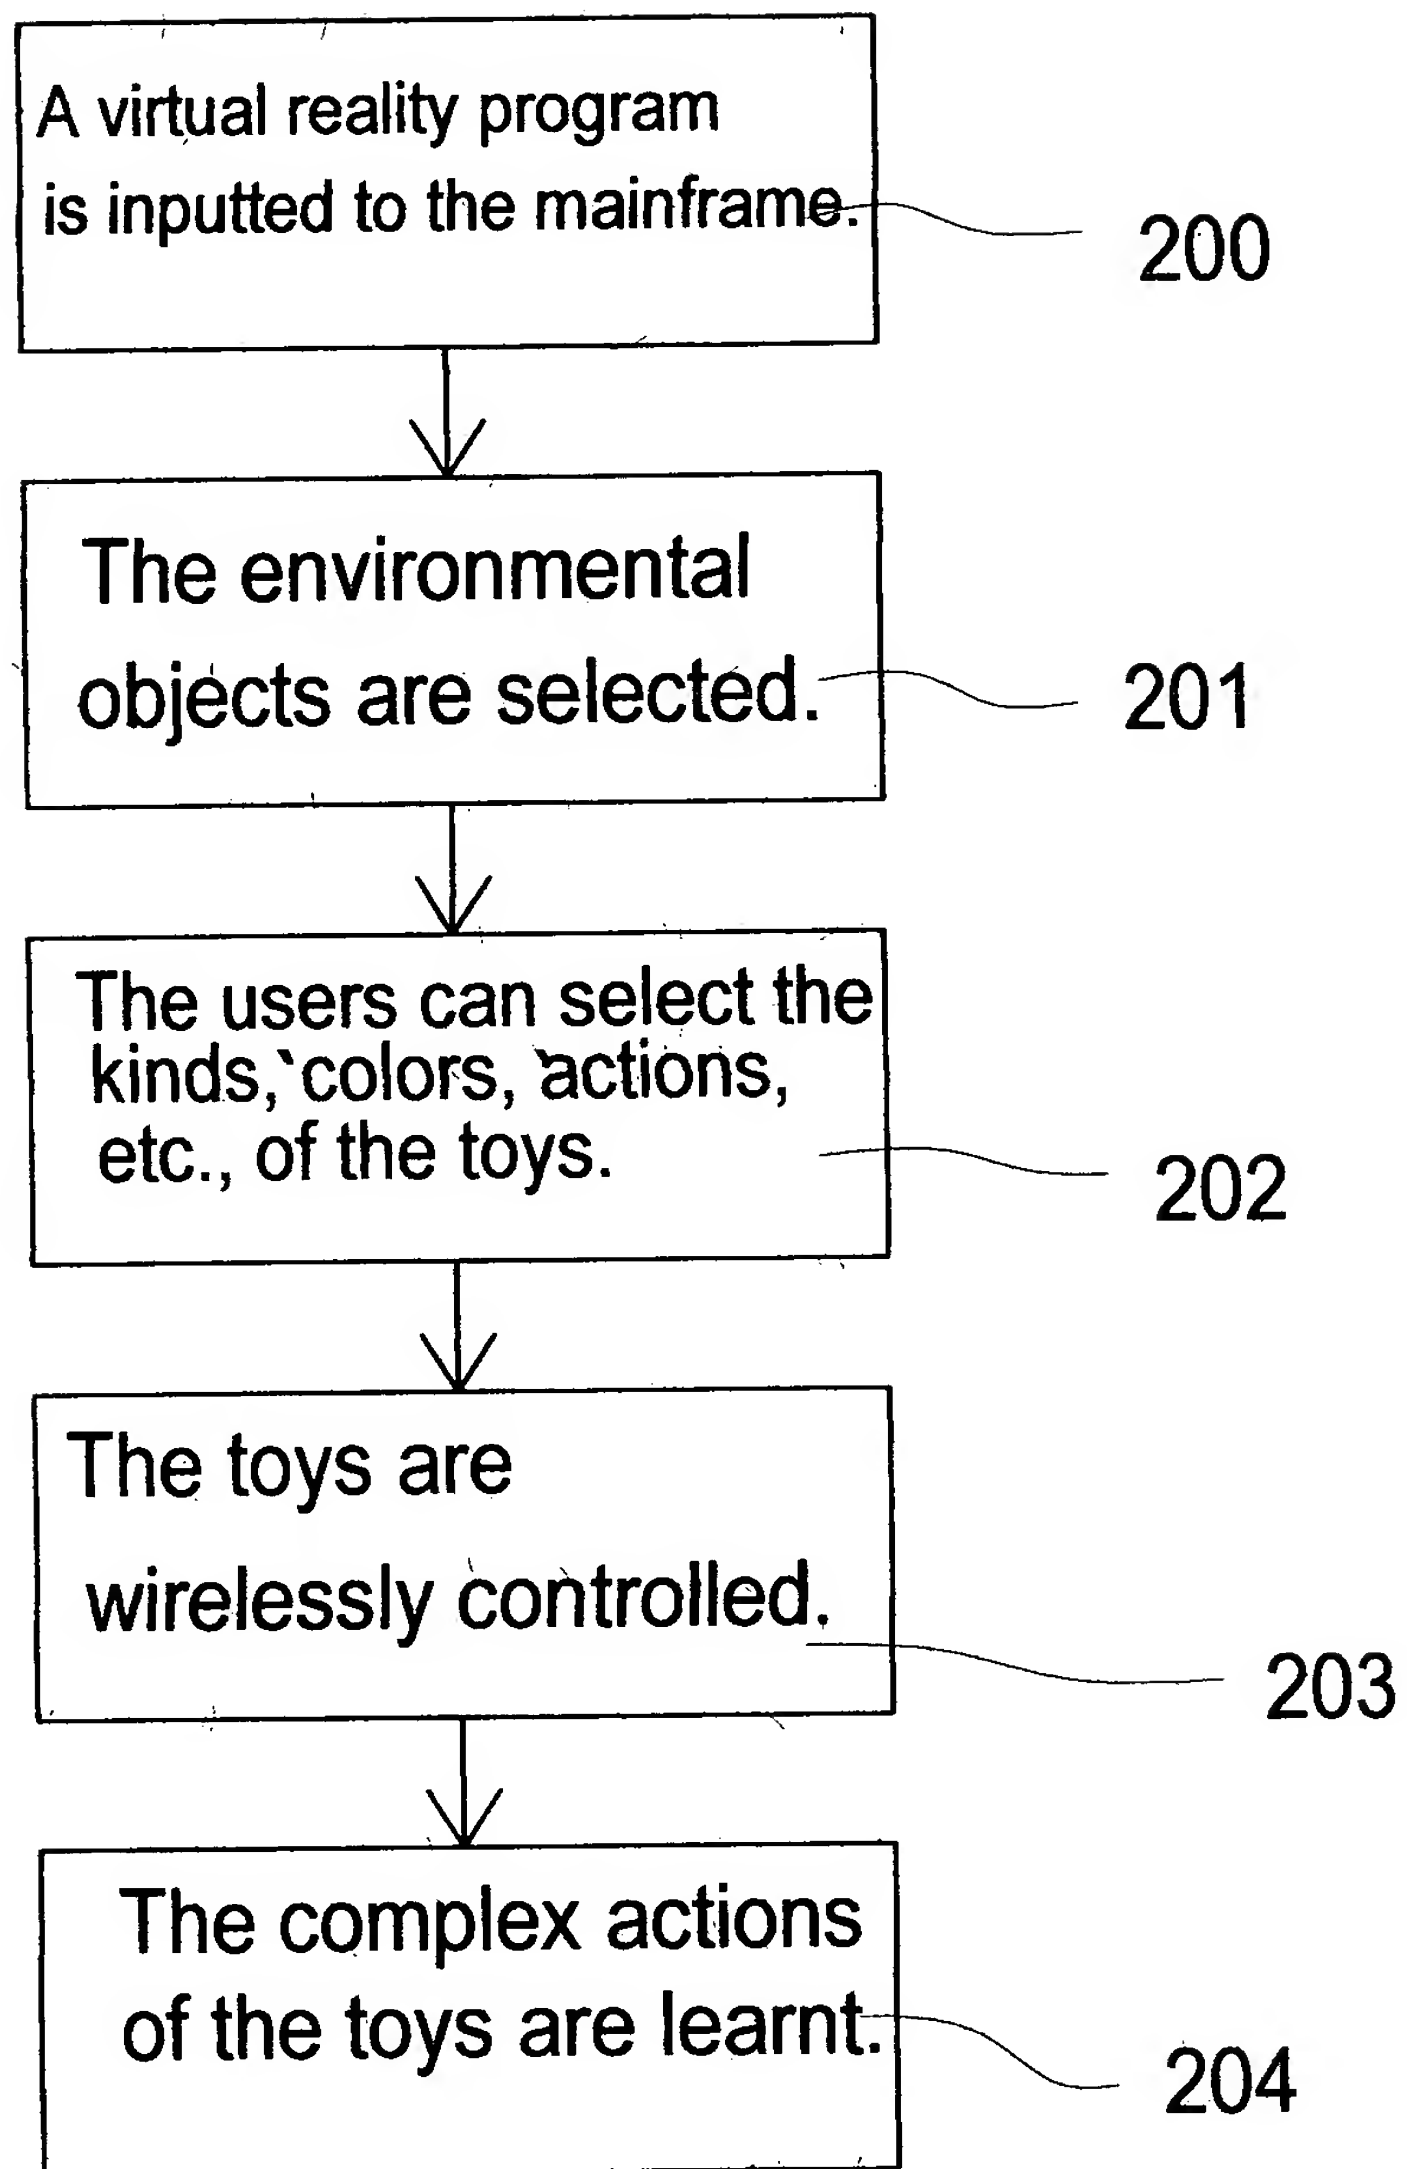 A virtual reality program
is inputted to the mainframe.
200
The environmental
objects are selected.
201
The users can select the
kinds, colors, actions,
etc., of the toys.
202
The toys are
wirelessly controlled.
203
The complex actions
of the toys are learnt.
204